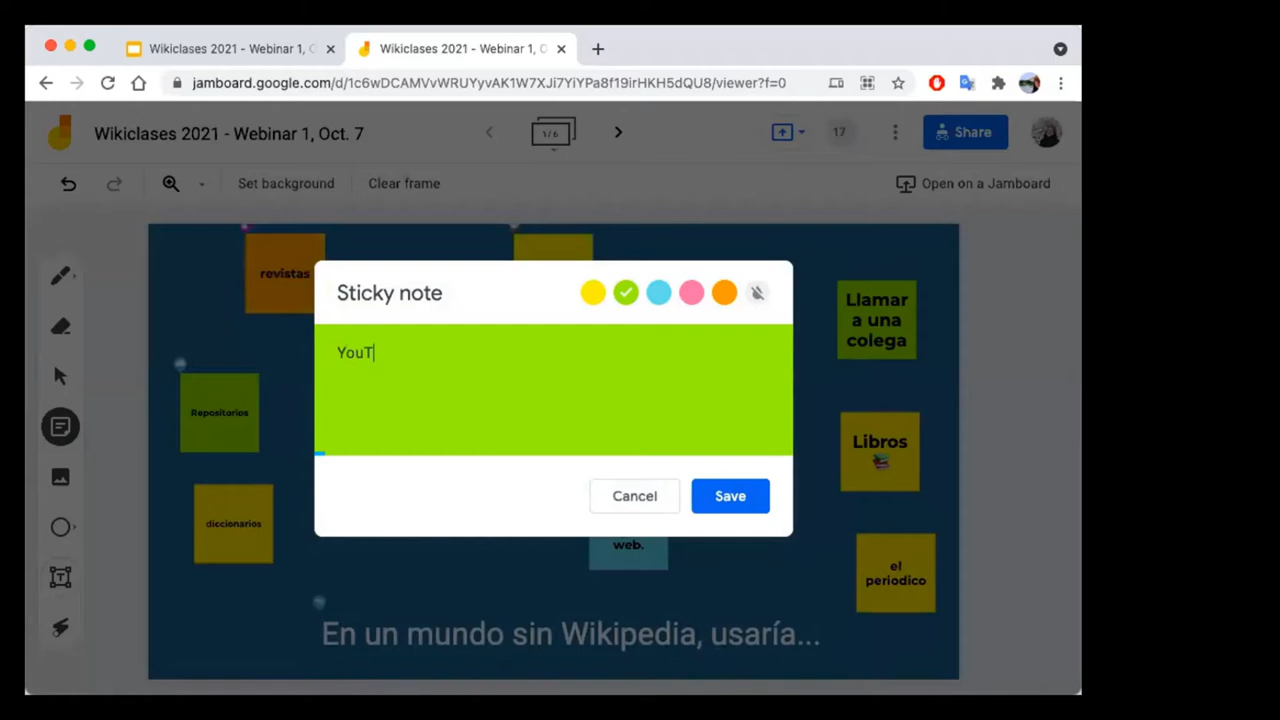 Wikiclases 2021 - Webinar 1, O
Wikiclases 2021 - Webinar 1, O
jamboard.google.com/d/1c6wDCAMVvWRUYyvAK1W7XJi7YiYPa8f19irHKH5dQU8/viewer?f=0
Wikiclases 2021 - Webinar 1, Oct. 7
1/6
17
Share
Set background
Clear frame
Open on a Jamboard
revistas
Sticky note
YouT
Cancel
Save
Llamar
a una
colega
Repositorios
Libros
diccionarios
web.
el
periodico
En un mundo sin Wikipedia, usaría...